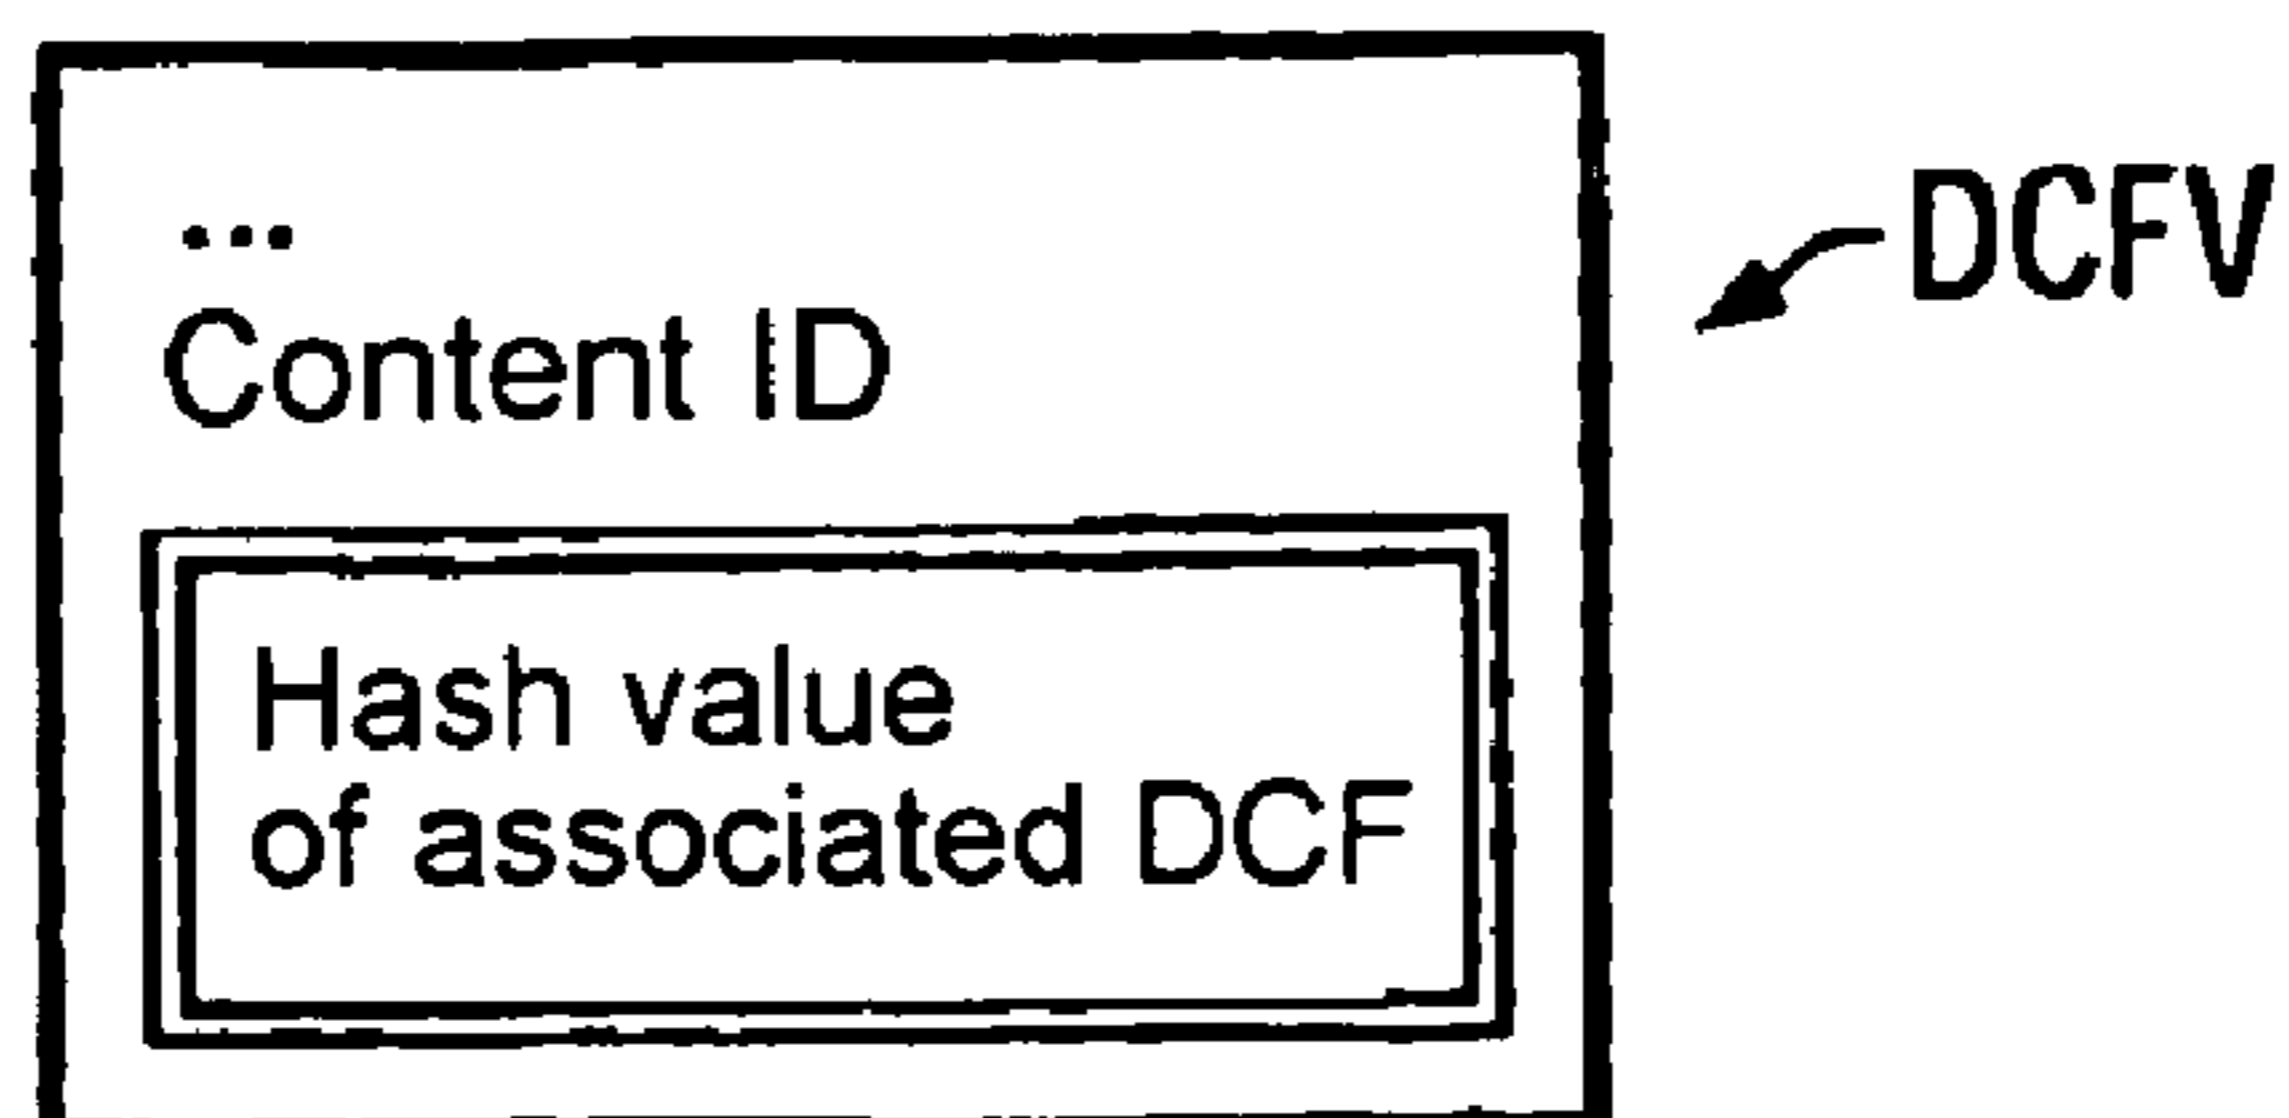 DCFV
...
Content ID
Hash value
of associated DCF